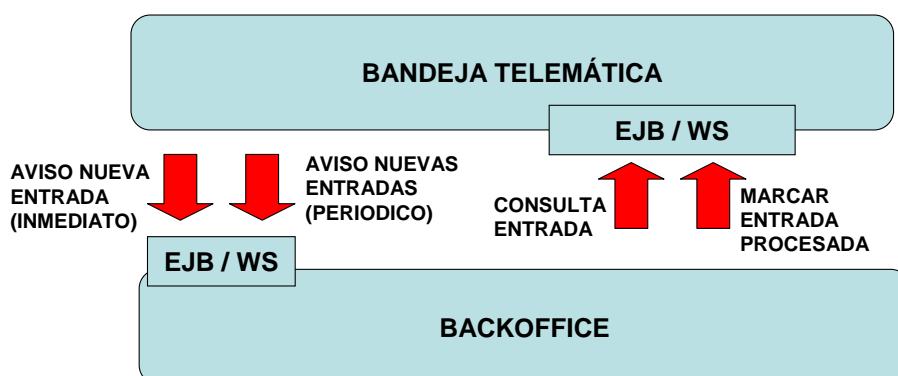 BANDEJA TELEMÁTICA
EJB / WS
AVISO NUEVA
ENTRADA
(INMEDIATO)
AVISO NUEVAS
ENTRADAS
(PERIODICO)
CONSULTA
ENTRADA
MARCAR
ENTRADA
PROCESADA
EJB / WS
BACKOFFICE